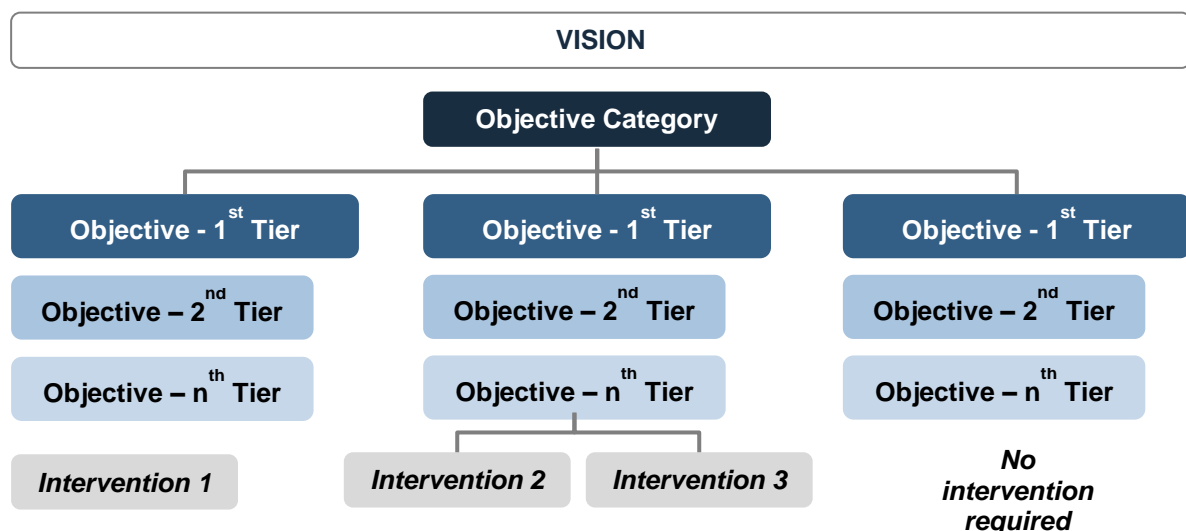 VISION
Objective Category
Objective - 1st Tier
Objective - 1st Tier
Objective - 1st Tier
Objective – 2nd Tier
Objective – 2nd Tier
Objective – 2nd Tier
Objective – nth Tier
Objective – nth Tier
Objective – nth Tier
Intervention 1
Intervention 2
Intervention 3
No
intervention
required